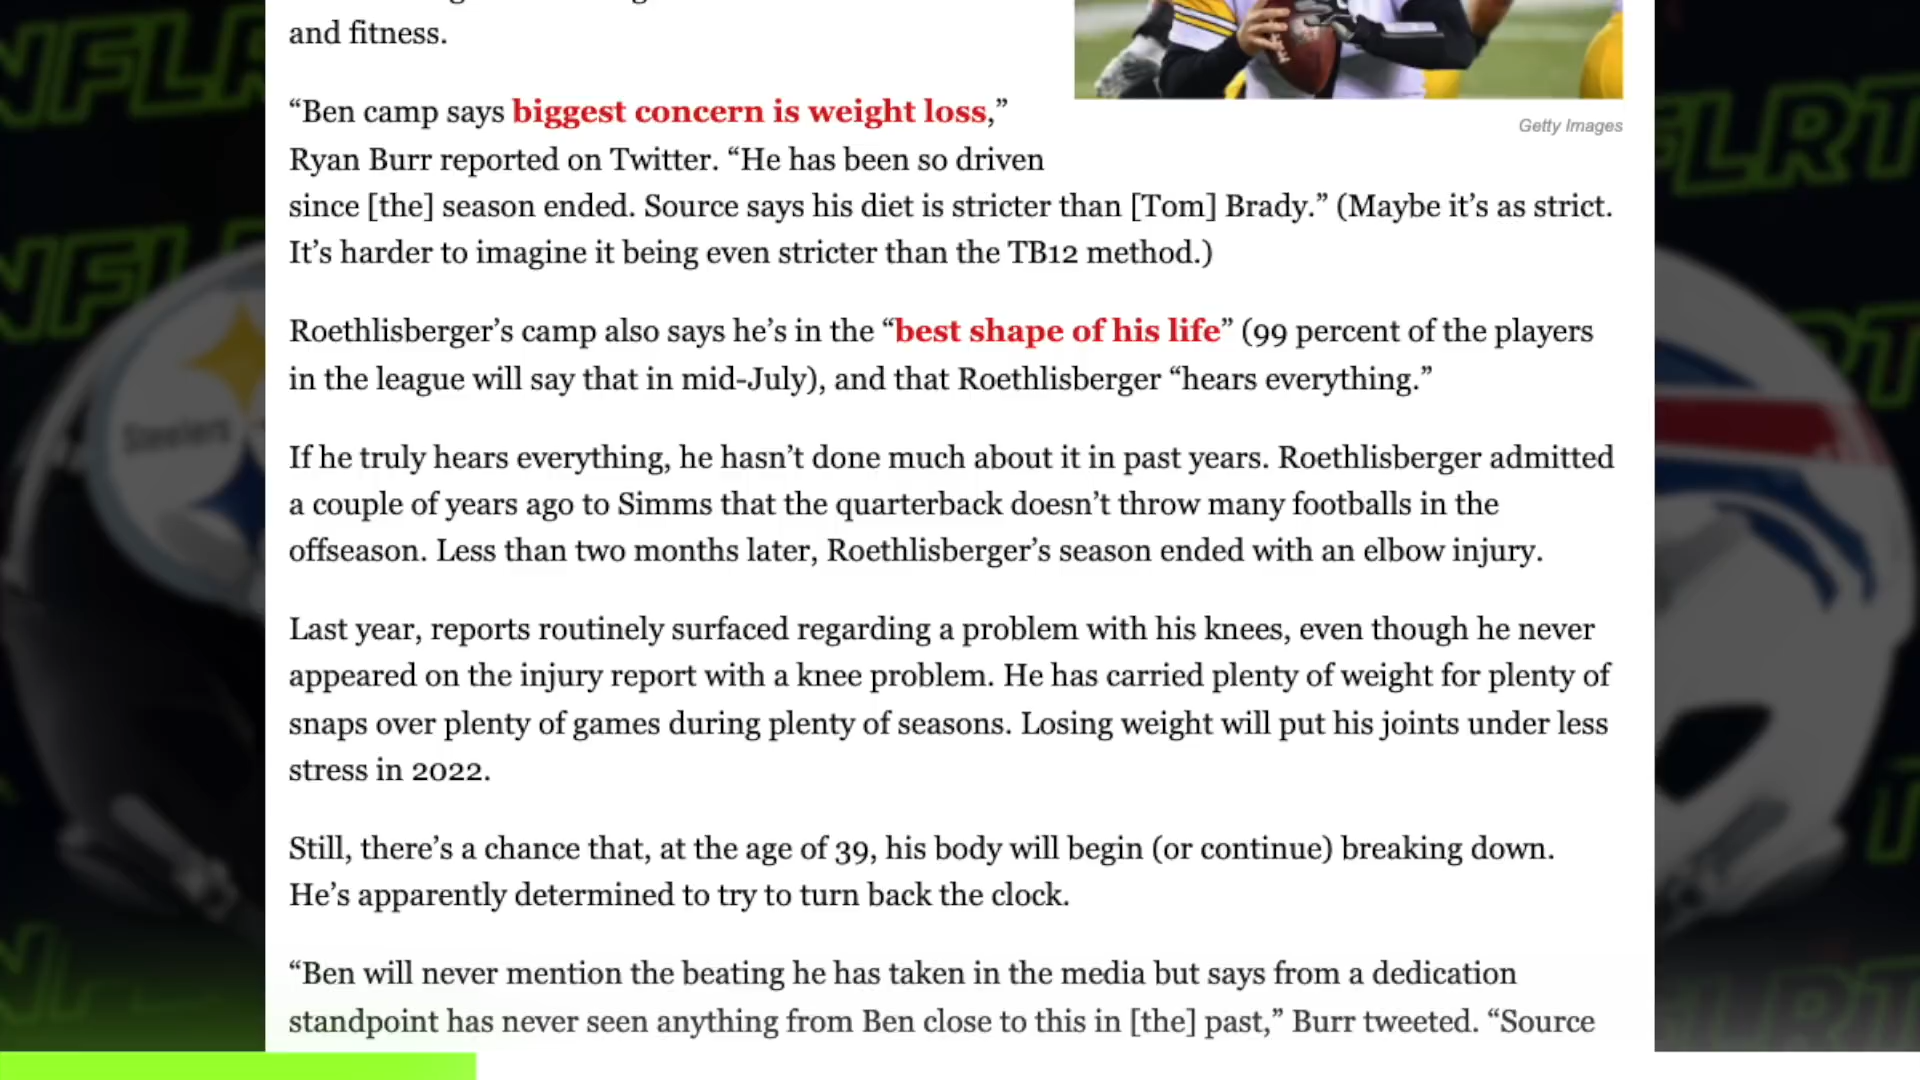 and fitness.
“Ben camp says biggest concern is weight loss,”
Getty Images
Ryan Burr reported on Twitter. “He has been so driven
since [the] season ended. Source says his diet is stricter than [Tom] Brady.” (Maybe it’s as strict.
It’s harder to imagine it being even stricter than the TB12 method.)
Roethlisberger’s camp also says he’s in the “best shape of his life” (99 percent of the players
in the league will say that in mid-July), and that Roethlisberger “hears everything.”
Steelers
If he truly hears everything, he hasn’t done much about it in past years. Roethlisberger admitted
a couple of years ago to Simms that the quarterback doesn’t throw many footballs in the
offseason. Less than two months later, Roethlisberger’s season ended with an elbow injury.
Last year, reports routinely surfaced regarding a problem with his knees, even though he never
appeared on the injury report with a knee problem. He has carried plenty of weight for plenty of
snaps over plenty of games during plenty of seasons. Losing weight will put his joints under less
stress in 2022.
Still, there’s a chance that, at the age of 39, his body will begin (or continue) breaking down.
He’s apparently determined to try to turn back the clock.
“Ben will never mention the beating he has taken in the media but says from a dedication
standpoint has never seen anything from Ben close to this in [the] past,” Burr tweeted. “Source